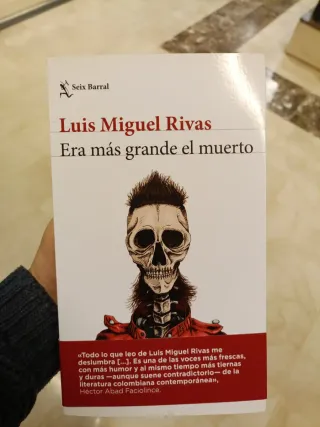 Seix Barral
Luis Miguel Rivas
Era más grande el muerto
«Todo lo que leo de Luis Miguel Rivas me
deslumbra [...]. Es una de las voces más frescas,
con más humor y al mismo tiempo más tiernas
y duras —aunque suene contradictorio— de la
literatura colombiana contemporánea»,
Héctor Abad Faciolince.